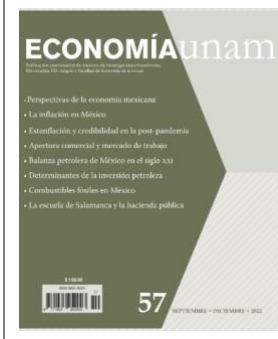 ECONOMÍAunam
• Perspectivas de la economía mexicana
• La inflación en México
• Estanflación y credibilidad en la post-pandemia
• Apertura comercial y mercado de trabajo
• Balanza petrolera de México en el siglo XXI
• Determinantes de la inversión petrolera
• Combustibles fósiles en México
• La escuela de Salamanca y la hacienda pública
57
SEPTIEMBRE • DICIEMBRE • 2022